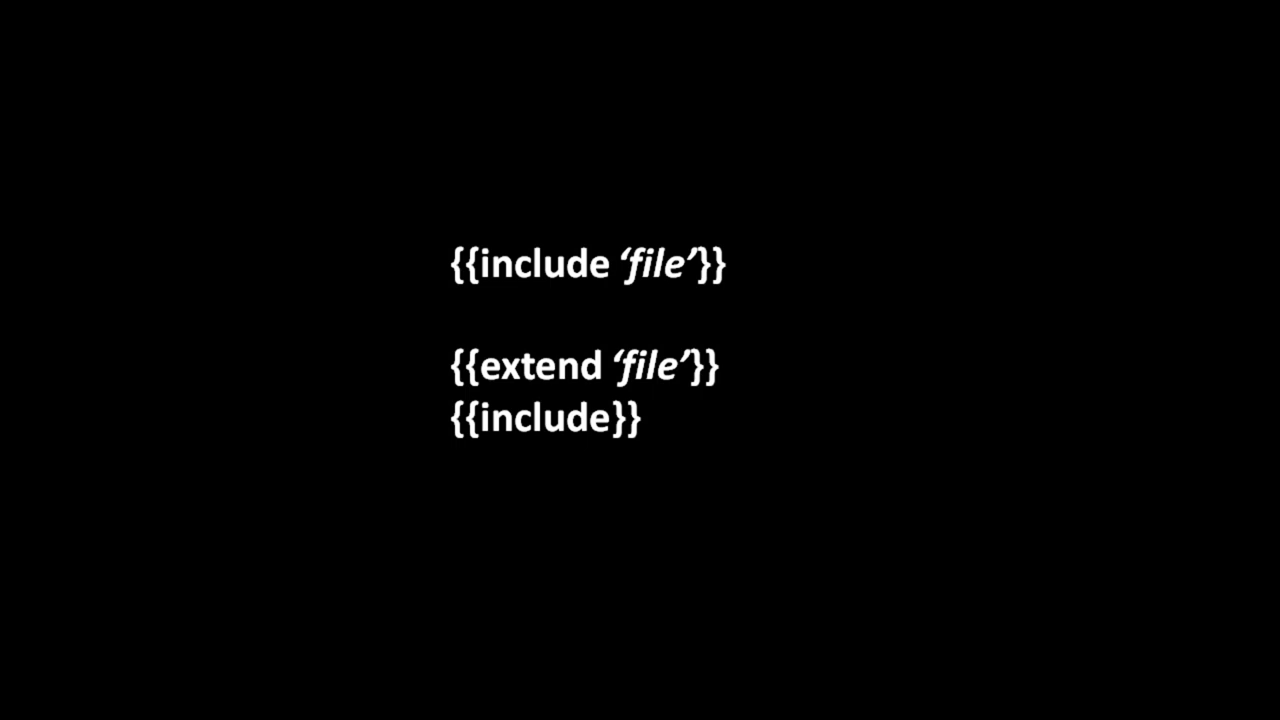 {{include ‘file’}}
{{extend ‘file’}}
{{include}}